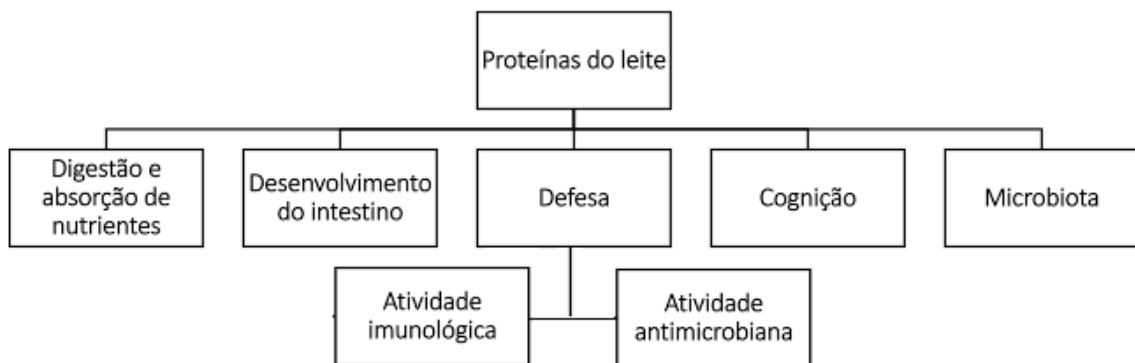 Proteínas do leite
Digestão e
absorção de
nutrientes
Desenvolvimento
do intestino
Defesa
Cognição
Microbiota
Atividade
imunológica
Atividade
antimicrobiana